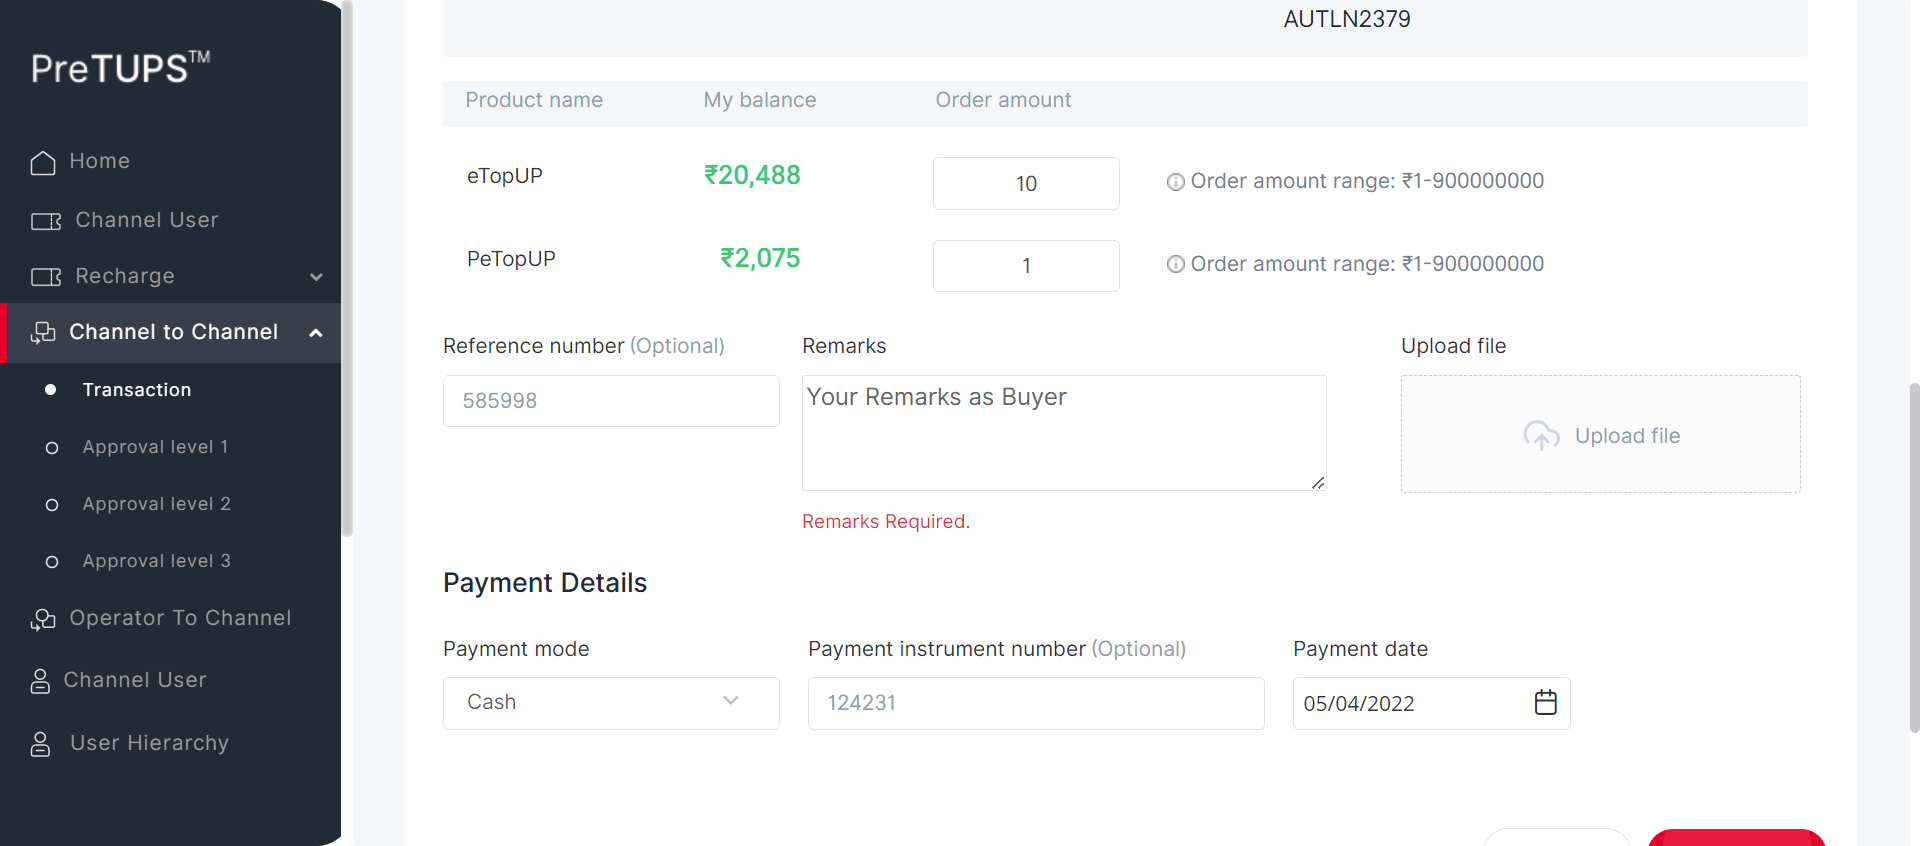 PreTUPS™
Home
Channel User
Recharge
Channel to Channel
Transaction
Approval level 1
Approval level 2
Approval level 3
Operator To Channel
Channel User
User Hierarchy
AUTLN2379
Product name My balance Order amount
eTopUP ₹20,488 10 Order amount range: ₹1-900000000
PeTopUP ₹2,075 1 Order amount range: ₹1-900000000
Reference number (Optional) Remarks Upload file
585998 Your Remarks as Buyer Upload file
Remarks Required.
Payment Details
Payment mode Payment instrument number (Optional) Payment date
Cash 124231 05/04/2022